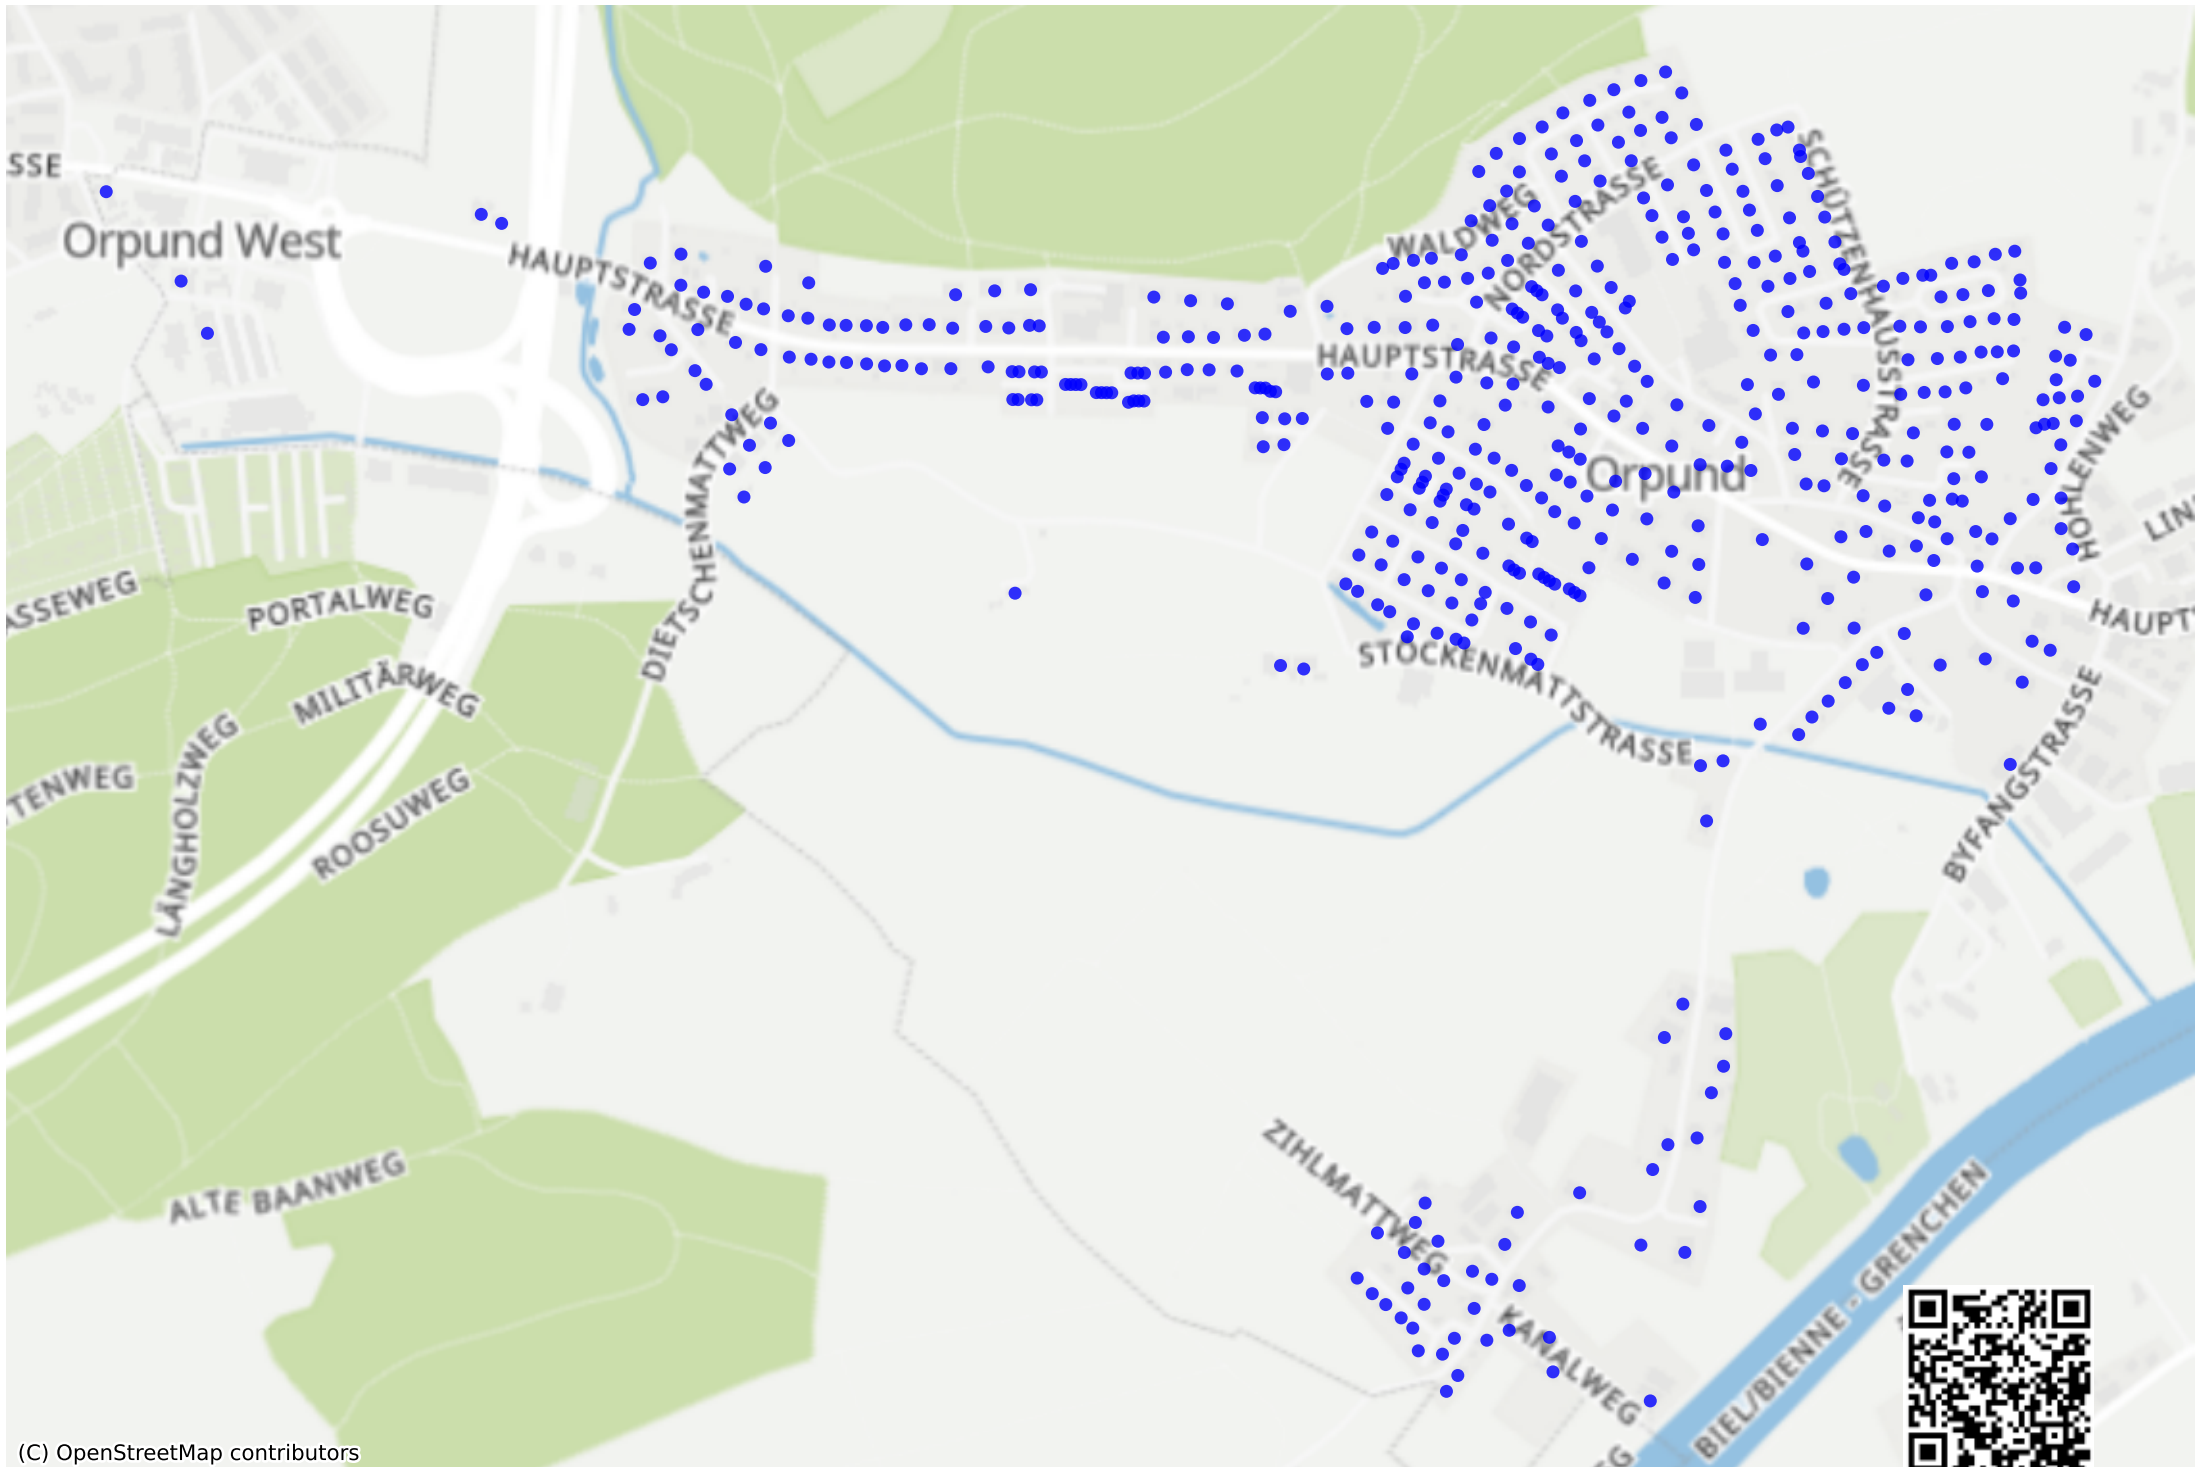 SCHÜTZENHAUSSTRASSE
SSE
NORDSTRASSE
WALDWEG
Orpund West
HAUPTSTRASSE
HAUPTSTRASSE
DIETSCHENMATTWEG
Orpund
HOHLENWEG
LIN
ASSEWEG
PORTALWEG
HAUPT
STOCKENMATTSTRASSE
MILITÄRWEG
LÄNGHOLZWEG
TENWEG
ROOSUWEG
BYFANGSTRASSE
ALTE BAANWEG
ZIHLMATTWEG
BIEL/BIENNE - GRENCHEN
KANALWEG
EG
(C) OpenStreetMap contributors